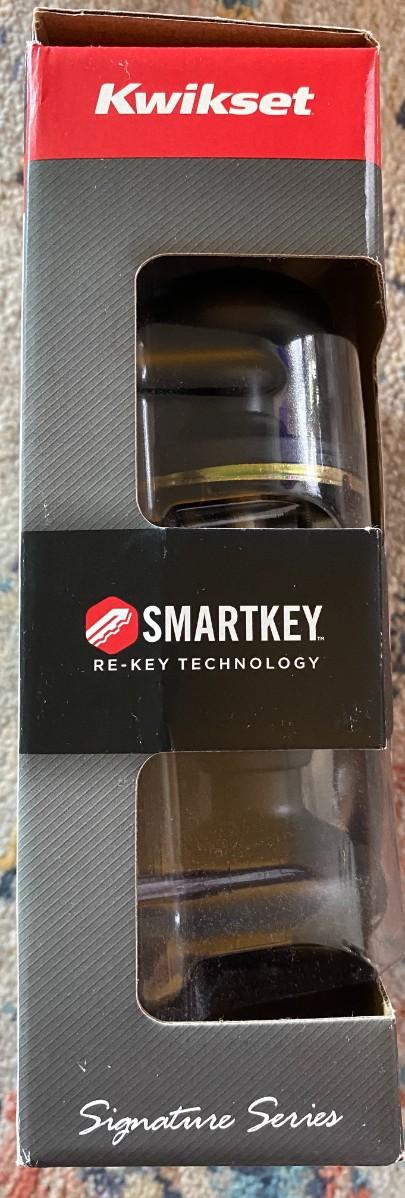 Kwikset
SMARTKEY™
RE-KEY TECHNOLOGY
Signature Series